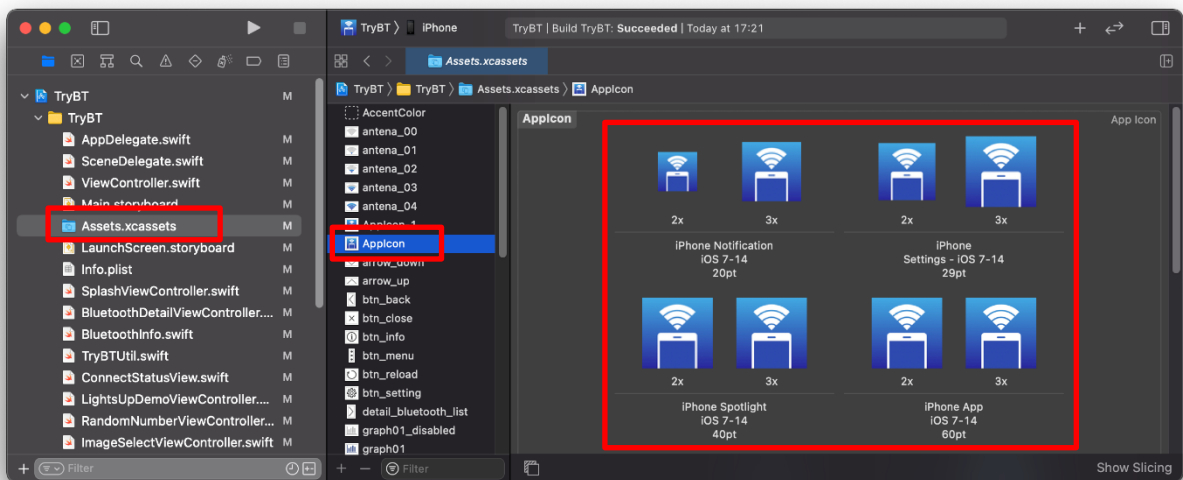 TryBT 〉 iPhone
TryBT | Build TryBT: Succeeded | Today at 17:21
Assets.xcassets
TryBT 〉 TryBT 〉 Assets.xcassets 〉 AppIcon
TryBT M
TryBT
AppDelegate.swift M
SceneDelegate.swift M
ViewController.swift M
Main.storyboard M
Assets.xcassets M
LaunchScreen.storyboard M
Info.plist M
SplashViewController.swift M
BluetoothDetailViewController.... M
BluetoothInfo.swift M
TryBTUtil.swift M
ConnectStatusView.swift M
LightsUpDemoViewController.... M
RandomNumberViewController... M
ImageSelectViewController.swift M
Filter
AccentColor
antena_00
antena_01
antena_02
antena_03
antena_04
AppIcon-1
AppIcon
arrow_down
arrow_up
btn_back
btn_close
btn_info
btn_menu
btn_reload
btn_setting
detail_bluetooth_list
graph01_disabled
graph01
Filter
AppIcon
App Icon
2x 3x
iPhone Notification
iOS 7-14
20pt
2x 3x
iPhone
Settings - iOS 7-14
29pt
2x 3x
iPhone Spotlight
iOS 7-14
40pt
2x 3x
iPhone App
iOS 7-14
60pt
Show Slicing